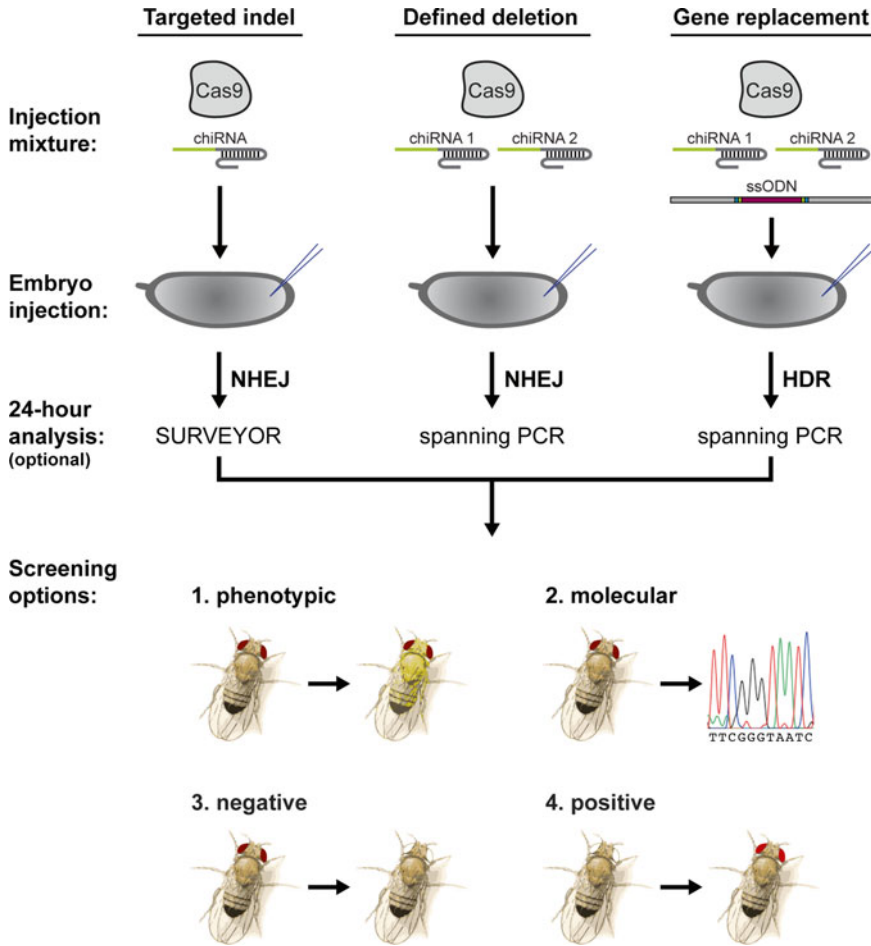 Targeted indel Defined deletion Gene replacement
Injection mixture: Cas9 Cas9 Cas9
chiRNA chiRNA 1 chiRNA 2 chiRNA 1 chiRNA 2
ssODN
Embryo injection:
NHEJ NHEJ HDR
24-hour analysis: (optional) SURVEYOR spanning PCR spanning PCR
Screening options:
1. phenotypic 2. molecular
TTCGGGTAATC
3. negative 4. positive